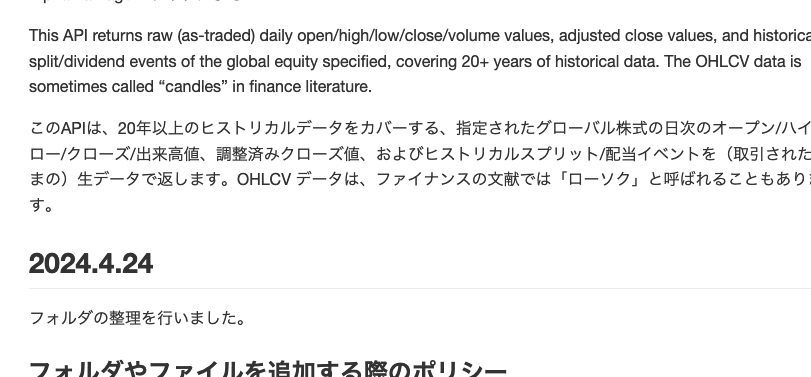 This API returns raw (as-traded) daily open/high/low/close/volume values, adjusted close values, and
split/dividend events of the global equity specified, covering 20+ years of historical data. The OHLCV data is
sometimes called “candles” in finance literature.
このAPIは、20年以上のヒストリカルデータをカバーする、指定されたグローバル株式の日次のオープン/ハイ
ロー/クローズ/出来高値、調整済みクローズ値、およびヒストリカルスプリット/配当イベントを（取引された
まの）生データで返します。OHLCV データは、ファイナンスの文献では「ローソク」と呼ばれることもあり
す。
2024.4.24
フォルダの整理を行いました。
フォルダやファイルを追加する際のポリシー